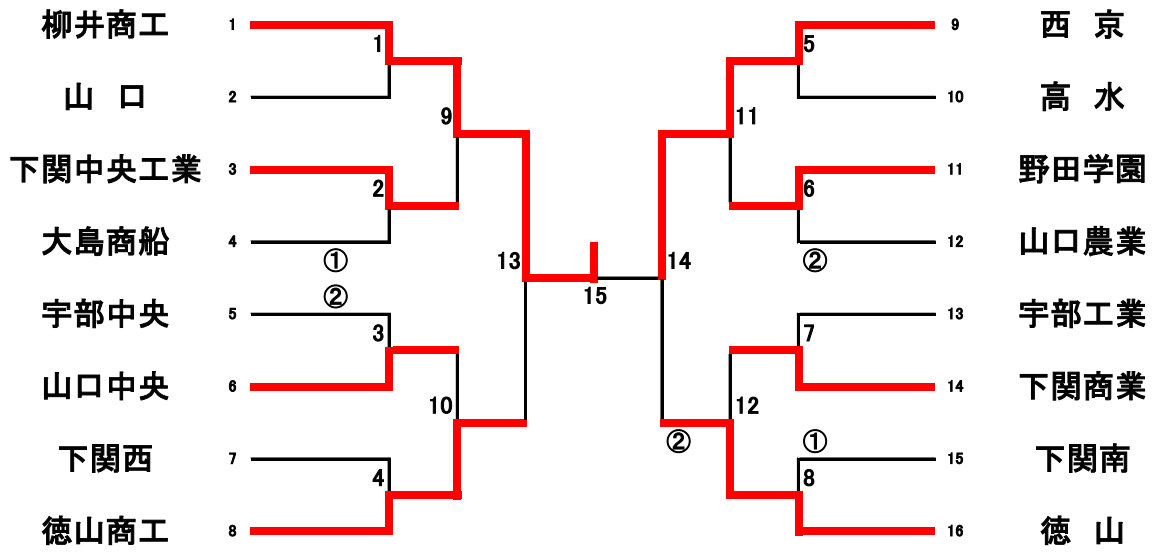 柳井商工 1
1
山口 2
9
下関中央工業 3
2
大島商船 4
①
13
②
宇部中央 5
3
山口中央 6
10
下関西 7
4
徳山商工 8
15
9 西京
5
10 高水
11
11 野田学園
6
12 山口農業
②
14
13 宇部工業
7
14 下関商業
12
②
①
15 下関南
8
16 徳山